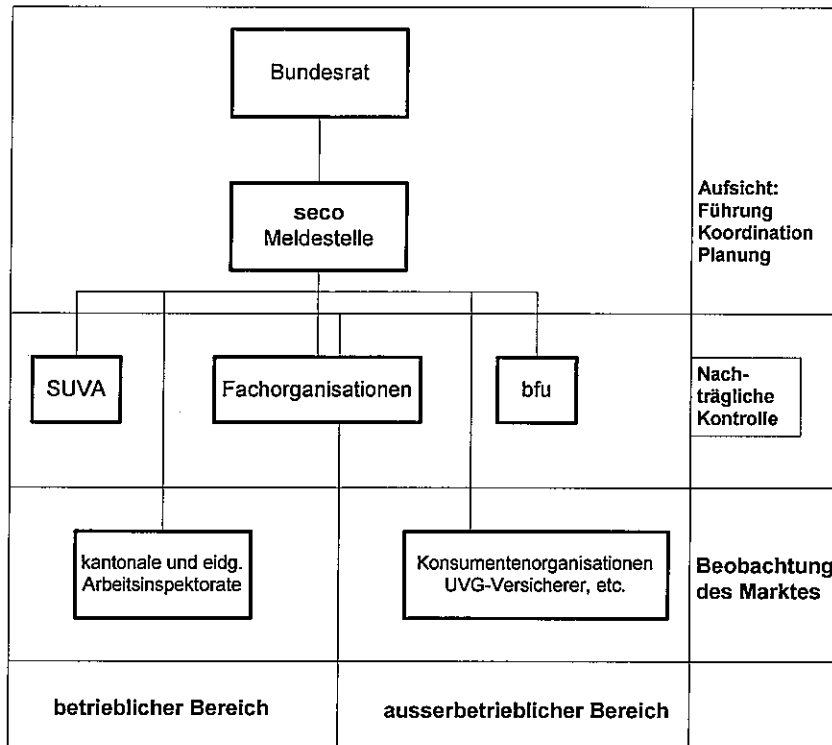 Bundesrat
seco
Meldestelle
Aufsicht:
Führung
Koordination
Planung
SUVA
Fachorganisationen
bfu
Nach-
trägliche
Kontrolle
kantonale und eidg.
Arbeitsinspektorate
Konsumentenorganisationen
UVG-Versicherer, etc.
Beobachtung
des Marktes
betrieblicher Bereich
ausserbetrieblicher Bereich